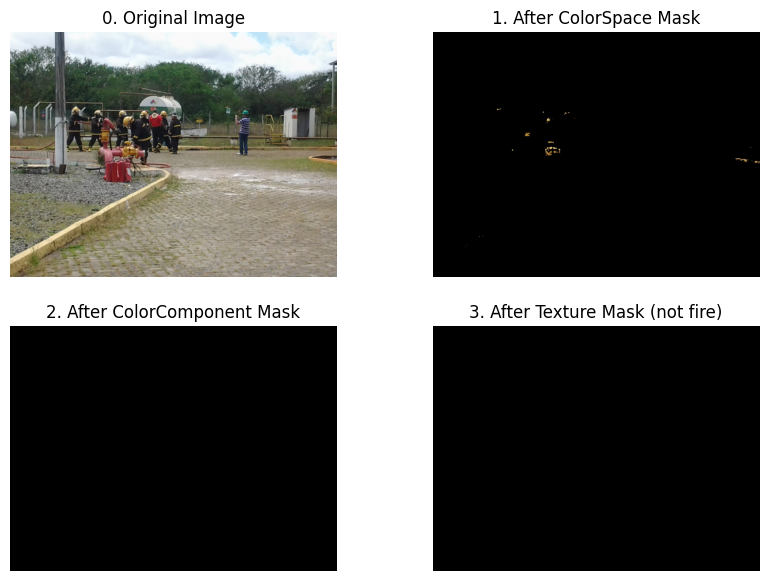 0. Original Image
1. After ColorSpace Mask
2. After ColorComponent Mask
3. After Texture Mask (not fire)